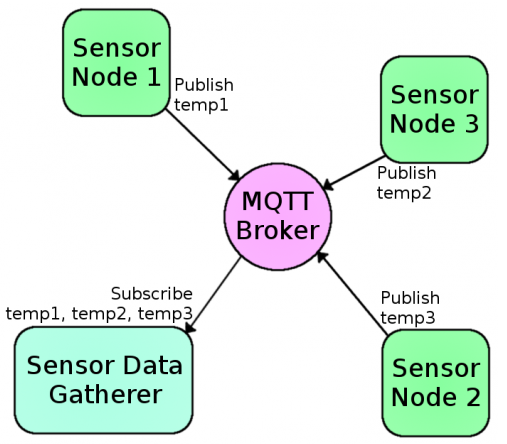 Sensor
Node 1
Publish
temp1
Sensor
Node 3
Publish
temp2
MQTT
Broker
Subscribe
temp1, temp2, temp3
Sensor Data
Gatherer
Publish
temp3
Sensor
Node 2